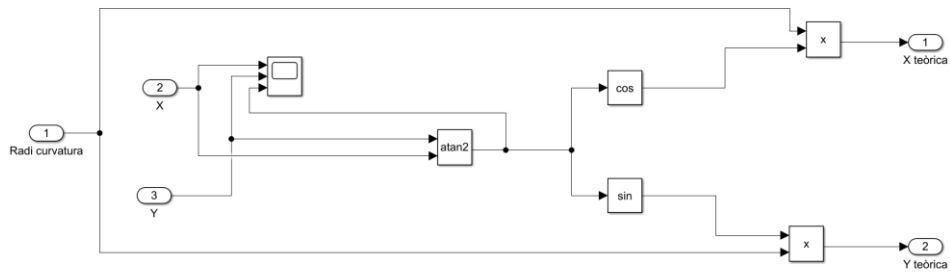 x
1
X teòrica
2
X
cos
1
Radi curvatura
atan2
3
Y
sin
x
2
Y teòrica